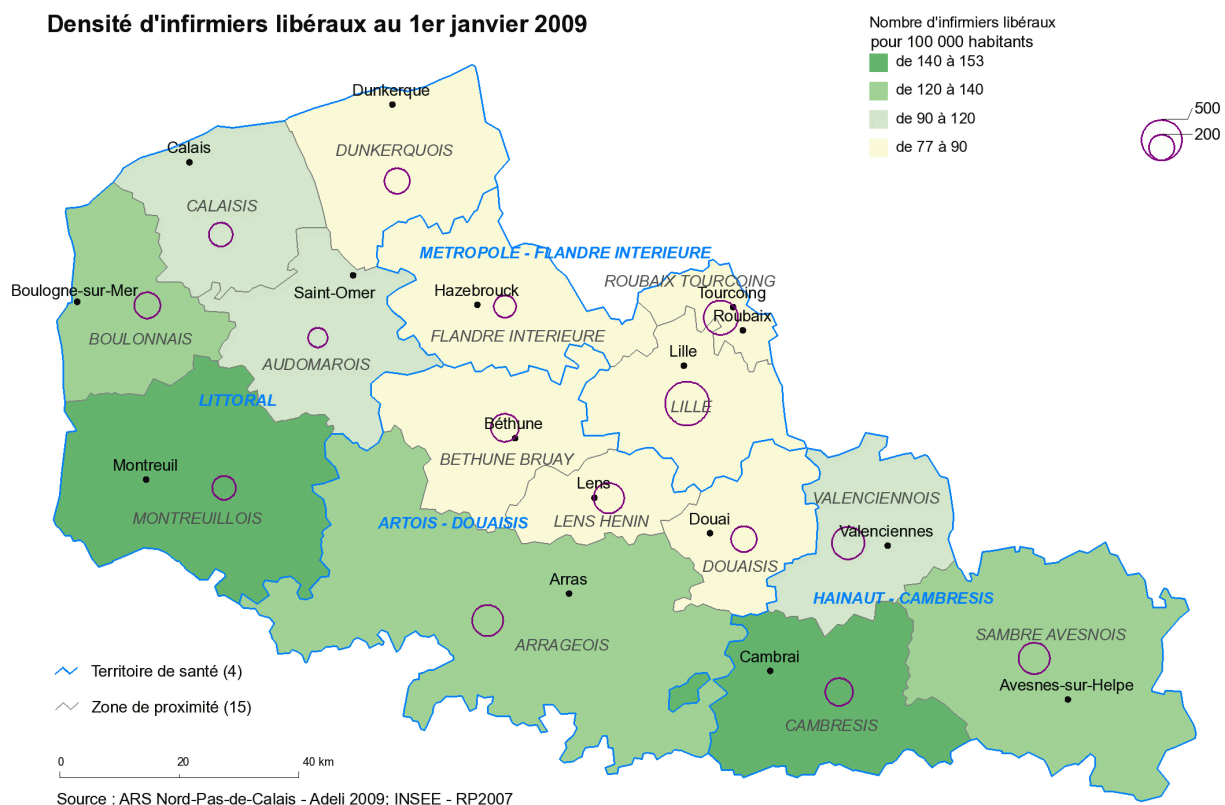 Densité d'infirmiers libéraux au 1er janvier 2009
Nombre d'infirmiers libéraux
pour 100 000 habitants
de 140 à 153
de 120 à 140
de 90 à 120
de 77 à 90
500
200
Dunkerque
DUNKERQUOIS
Calais
CALAISIS
METROPOLE - FLANDRE INTERIEURE
ROUBAIX TOURCOING
Tourcoing
Roubaix
Boulogne-sur-Mer
BOULONNAIS
Saint-Omer
AUDOMAROIS
Hazebrouck
FLANDRE INTERIEURE
Lille
LILLE
LITTORAL
Béthune
BETHUNE BRUAY
Montreuil
MONTREUILLOIS
Lens
LENS HENIN
ARTOIS - DOUAISIS
Douai
DOUAISIS
VALENCIENNOIS
Valenciennes
HAINAUT - CAMBRESIS
Arras
ARRAGEOIS
SAMBRE AVESNOIS
Avesnes-sur-Helpe
Cambrai
CAMBRESIS
Territoire de santé (4)
Zone de proximité (15)
0 20 40 km
Source : ARS Nord-Pas-de-Calais - Adeli 2009: INSEE - RP2007